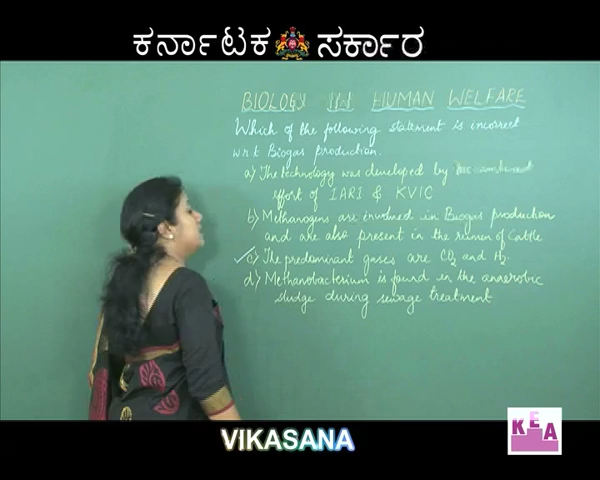 ಕರ್ನಾಟಕ ಸರ್ಕಾರ
BIOLOGY IN HUMAN WELFARE
Which of the following statement is incorrect
w.r.t Biogas production.
a) The technology was developed by
effort of IARI & KVIC
b) Methanogens are involved in Biogas production
and are also present in the rumen of Cattle
c) The predominant gases are CO2 and H2.
d) Methanobacterium is found in the anaerobic
sludge during sewage treatment
KEA
VIKASANA